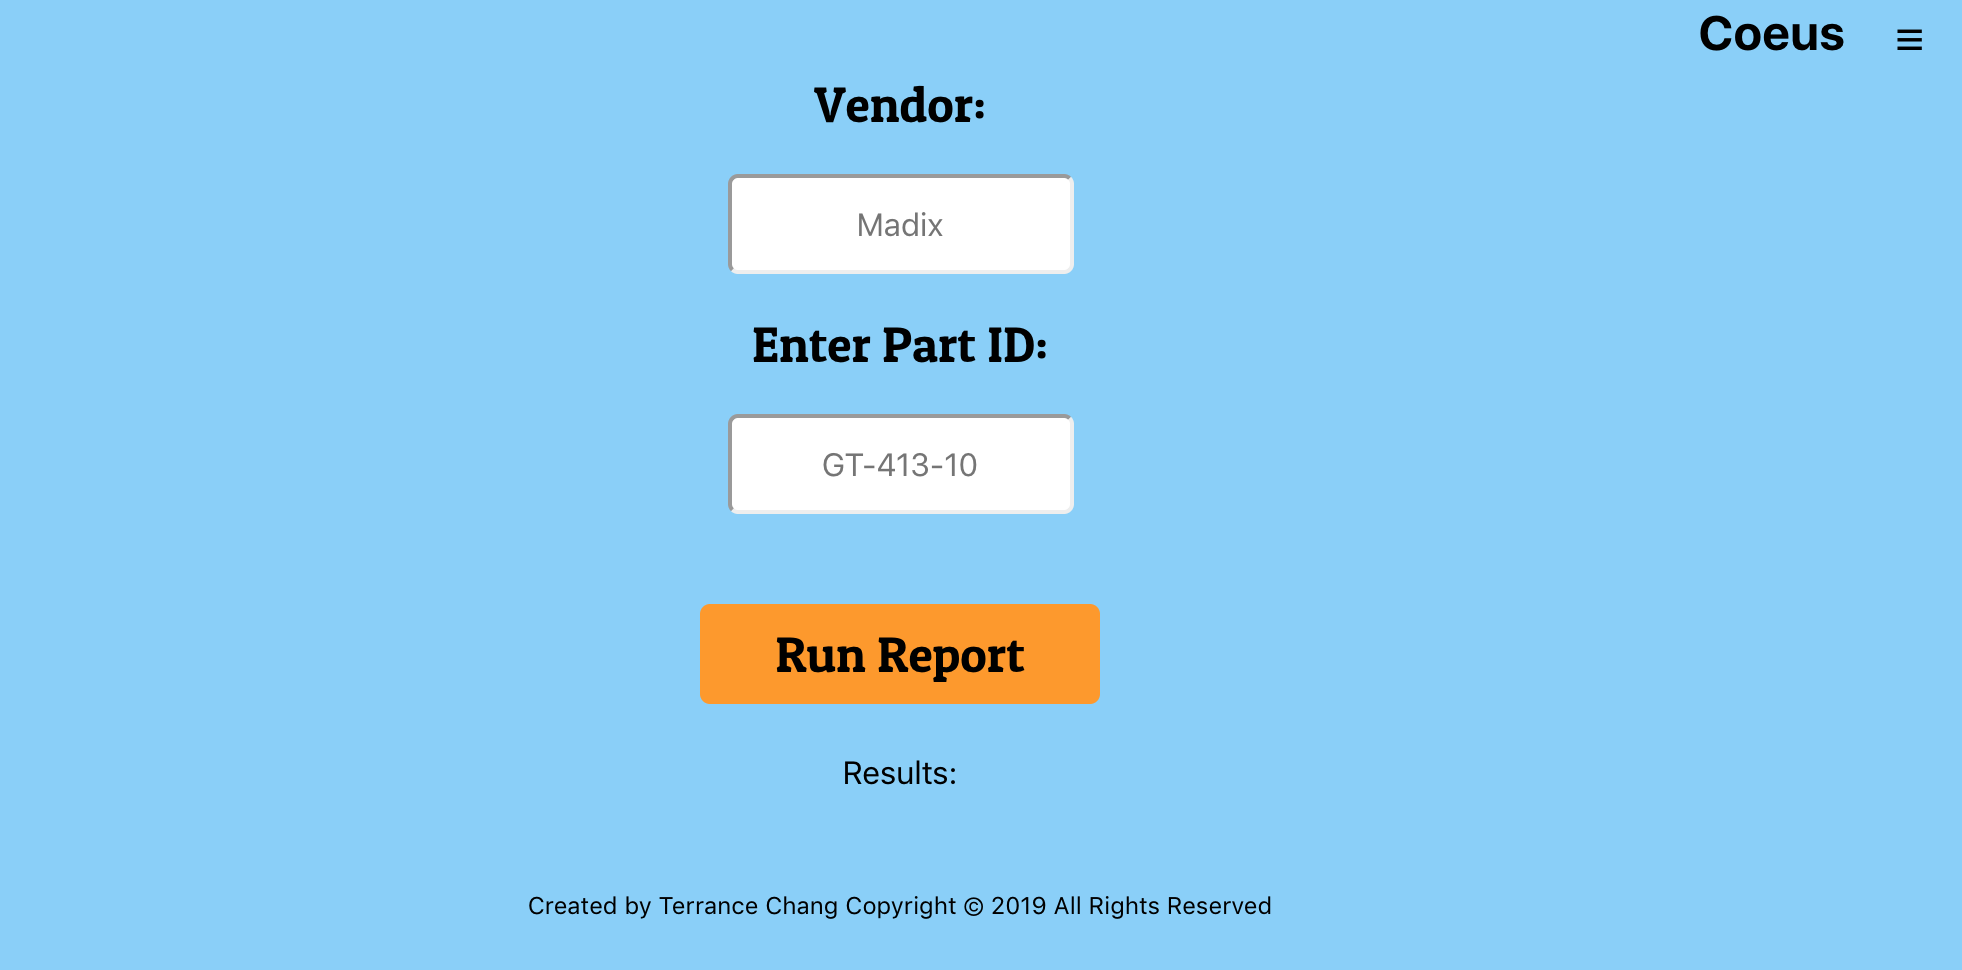 Coeus
Vendor:
Madix
Enter Part ID:
GT-413-10
Run Report
Results:
Created by Terrance Chang Copyright © 2019 All Rights Reserved